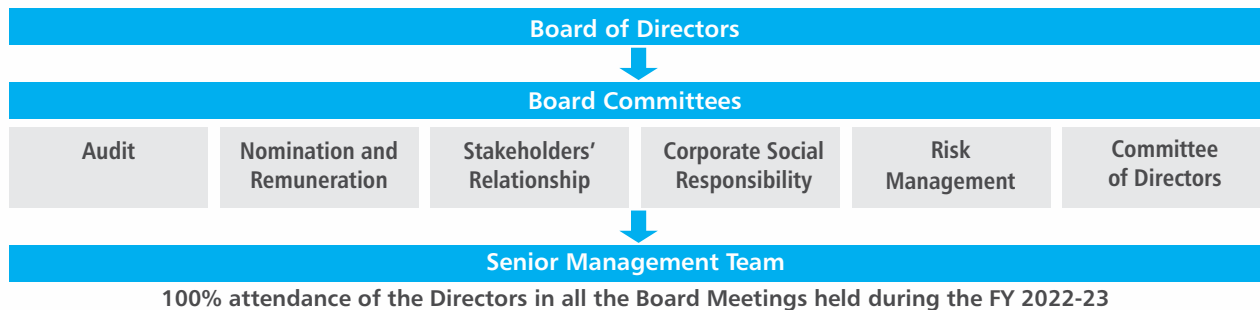 Board of Directors
Board Committees
Audit
Nomination and
Remuneration
Stakeholders’
Relationship
Corporate Social
Responsibility
Risk
Management
Committee
of Directors
Senior Management Team
100% attendance of the Directors in all the Board Meetings held during the FY 2022-23